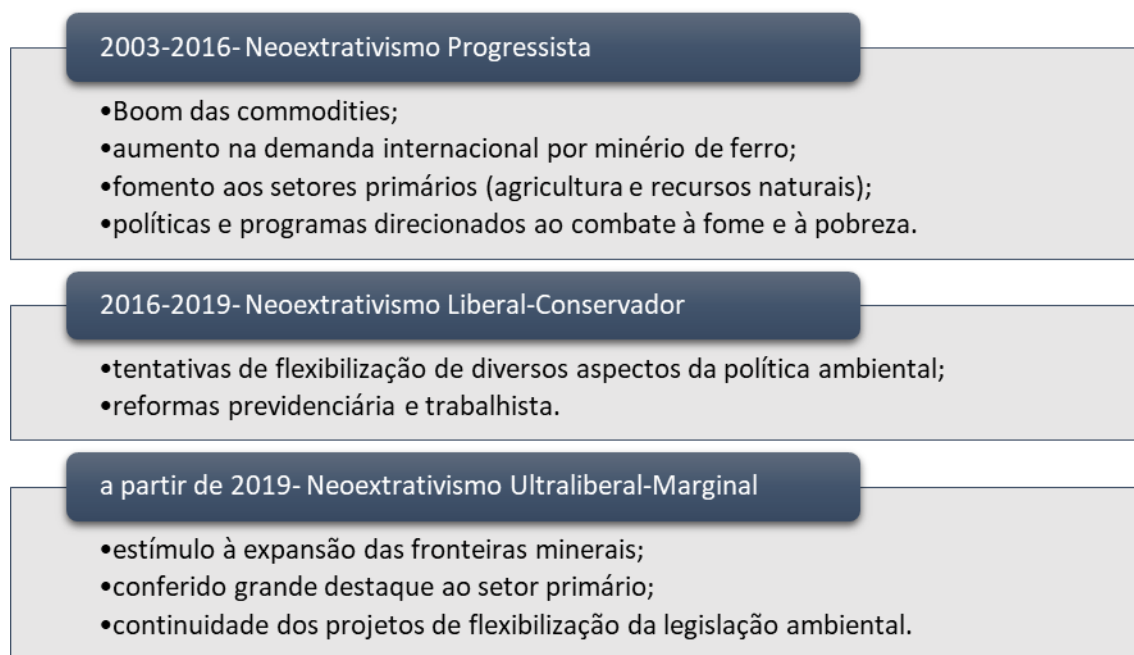 2003-2016- Neoextrativismo Progressista
•Boom das commodities;
•aumento na demanda internacional por minério de ferro;
•fomento aos setores primários (agricultura e recursos naturais);
•políticas e programas direcionados ao combate à fome e à pobreza.
2016-2019- Neoextrativismo Liberal-Conservador
•tentativas de flexibilização de diversos aspectos da política ambiental;
•reformas previdenciária e trabalhista.
a partir de 2019- Neoextrativismo Ultraliberal-Marginal
•estímulo à expansão das fronteiras minerais;
•conferido grande destaque ao setor primário;
•continuidade dos projetos de flexibilização da legislação ambiental.